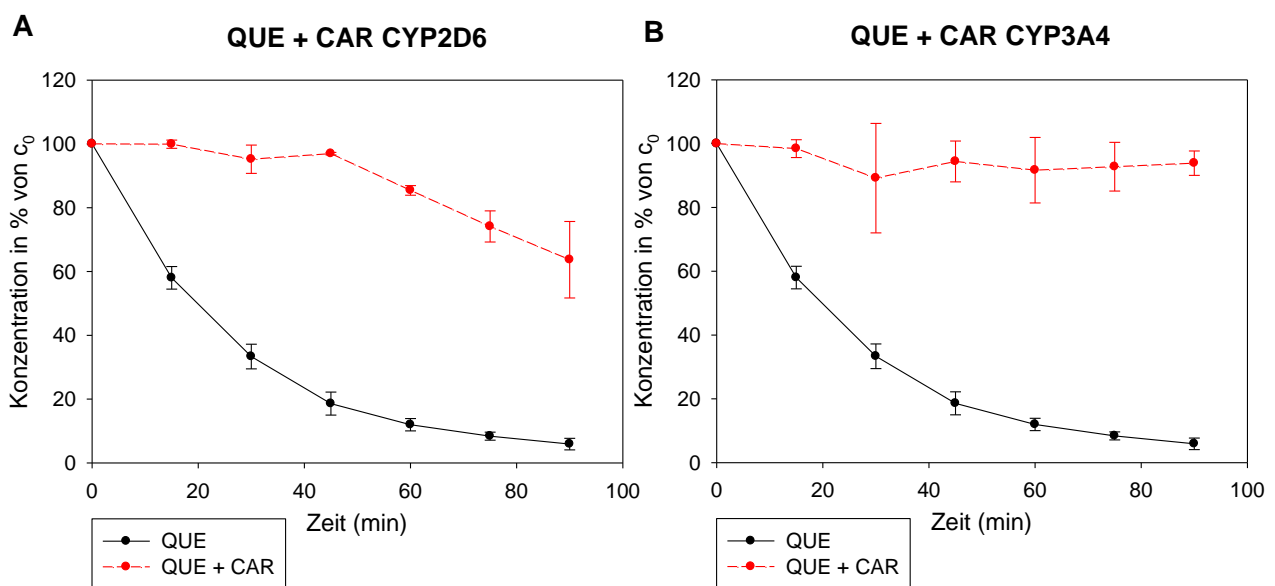 A
QUE + CAR CYP2D6
Konzentration in % von c₀
120
100
80
60
40
20
0
0 20 40 60 80 100
Zeit (min)
QUE
QUE + CAR
B
QUE + CAR CYP3A4
Konzentration in % von c₀
120
100
80
60
40
20
0
0 20 40 60 80 100
Zeit (min)
QUE
QUE + CAR